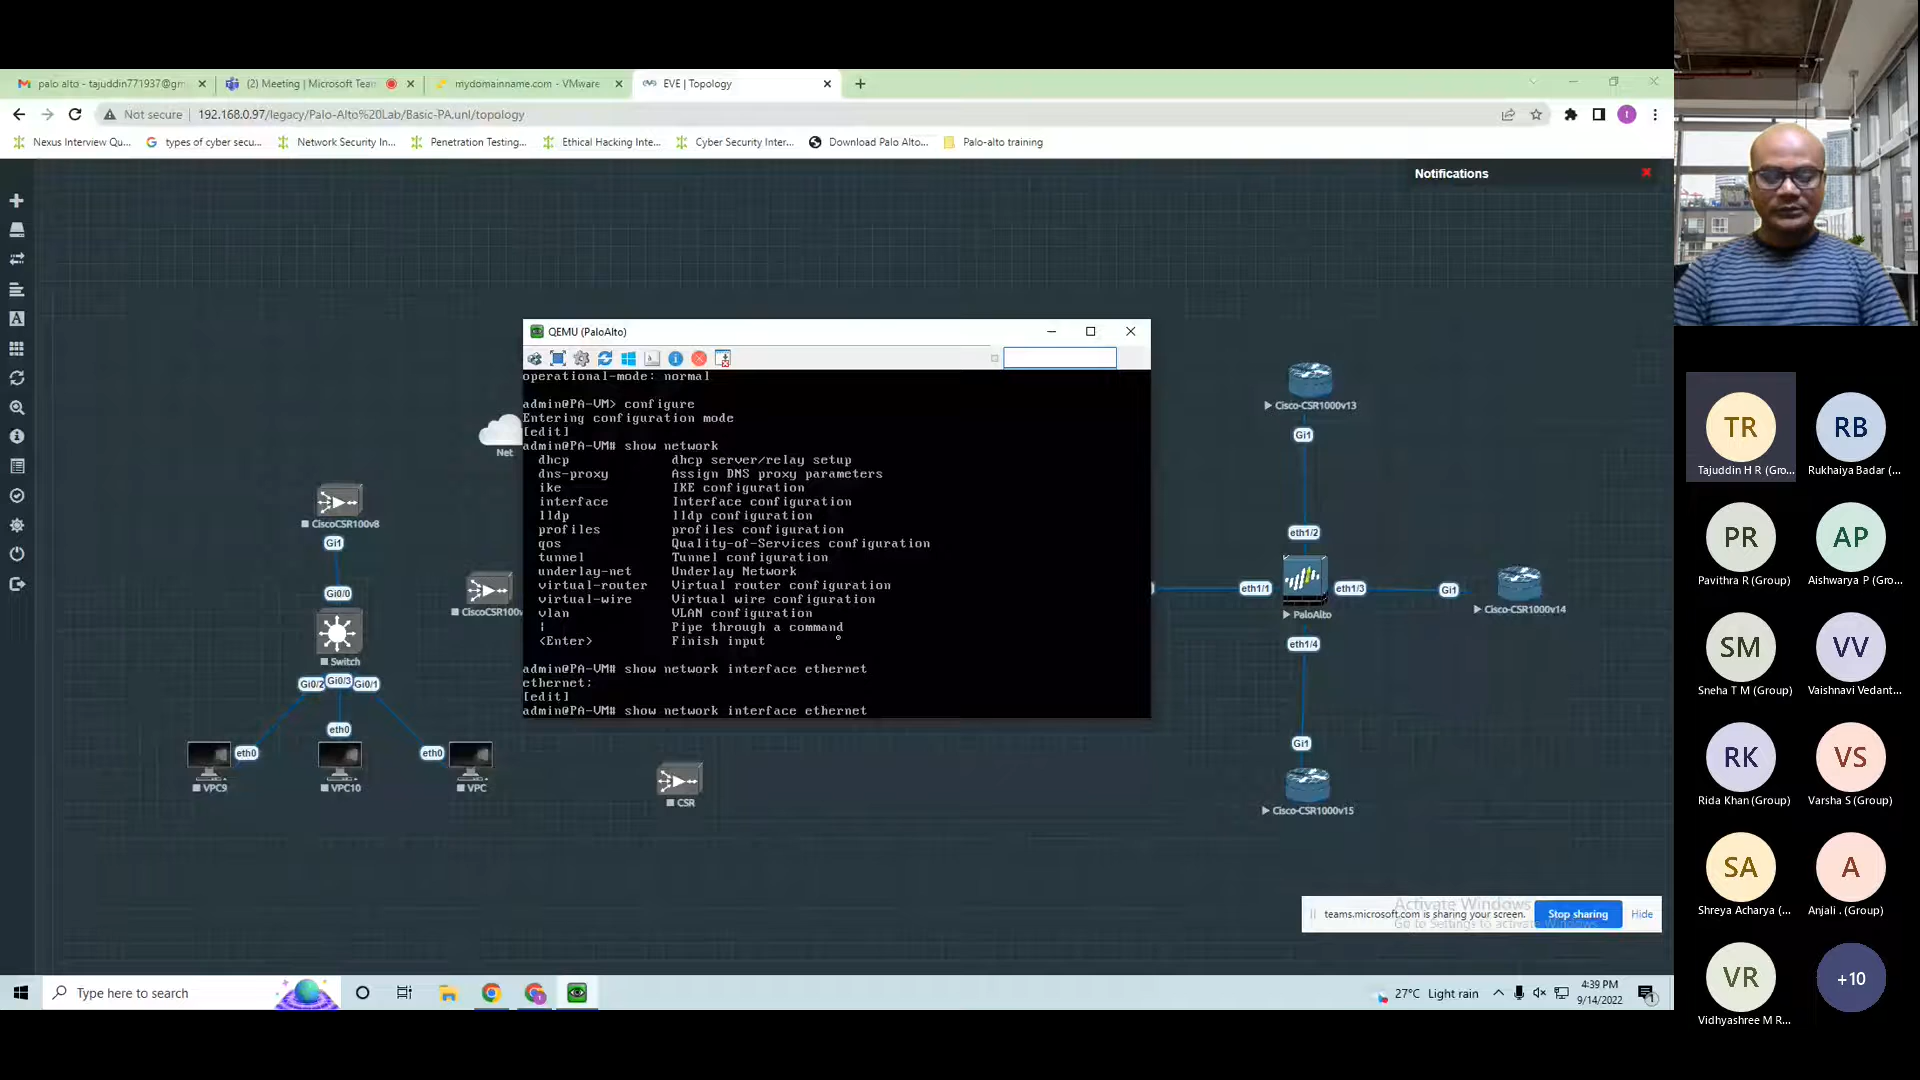 palo alto - tajuddin771937@gm
(2) Meeting | Microsoft Team
mydomainname.com - VMware
EVE | Topology
Not secure
192.168.0.97/legacy/Palo-Alto%20Lab/Basic-PA.unl/topology
t
Nexus Interview Qu...
types of cyber secu...
Network Security In...
Penetration Testing...
Ethical Hacking Inte...
Cyber Security Inter...
Download Palo Alto...
Palo-alto training
Notifications
QEMU (PaloAlto)
operational-mode: normal
admin@PA-VM> configure
Entering configuration mode
[edit]
admin@PA-VM# show network
dhcp dhcp server/relay setup
dns-proxy Assign DNS proxy parameters
ike IKE configuration
interface Interface configuration
lldp lldp configuration
profiles profiles configuration
qos Quality-of-Services configuration
tunnel Tunnel configuration
underlay-net Underlay Network
virtual-router Virtual router configuration
virtual-wire Virtual wire configuration
vlan VLAN configuration
| Pipe through a command
<Enter> Finish input
admin@PA-VM# show network interface ethernet
ethernet;
[edit]
admin@PA-VM# show network interface ethernet
Net
CiscoCSR100v8
Gi1
Gi0/0
CiscoCSR100v
Switch
Gi0/2
Gi0/3
Gi0/1
eth0
eth0
eth0
VPC9
VPC10
VPC
CSR
Cisco-CSR1000v13
Gi1
eth1/2
eth1/1
eth1/3
Gi1
PaloAlto
Cisco-CSR1000v14
eth1/4
Gi1
Cisco-CSR1000v15
Activate Windows
Go to Settings to activate Windows.
teams.microsoft.com is sharing your screen.
Stop sharing
Hide
Type here to search
27°C Light rain
4:39 PM
9/14/2022
1
TR
Tajuddin H R (Gro...
RB
Rukhaiya Badar (...
PR
Pavithra R (Group)
AP
Aishwarya P (Gro...
SM
Sneha T M (Group)
VV
Vaishnavi Vedant...
RK
Rida Khan (Group)
VS
Varsha S (Group)
SA
Shreya Acharya (...
A
Anjali . (Group)
VR
Vidhyashree M R...
+10